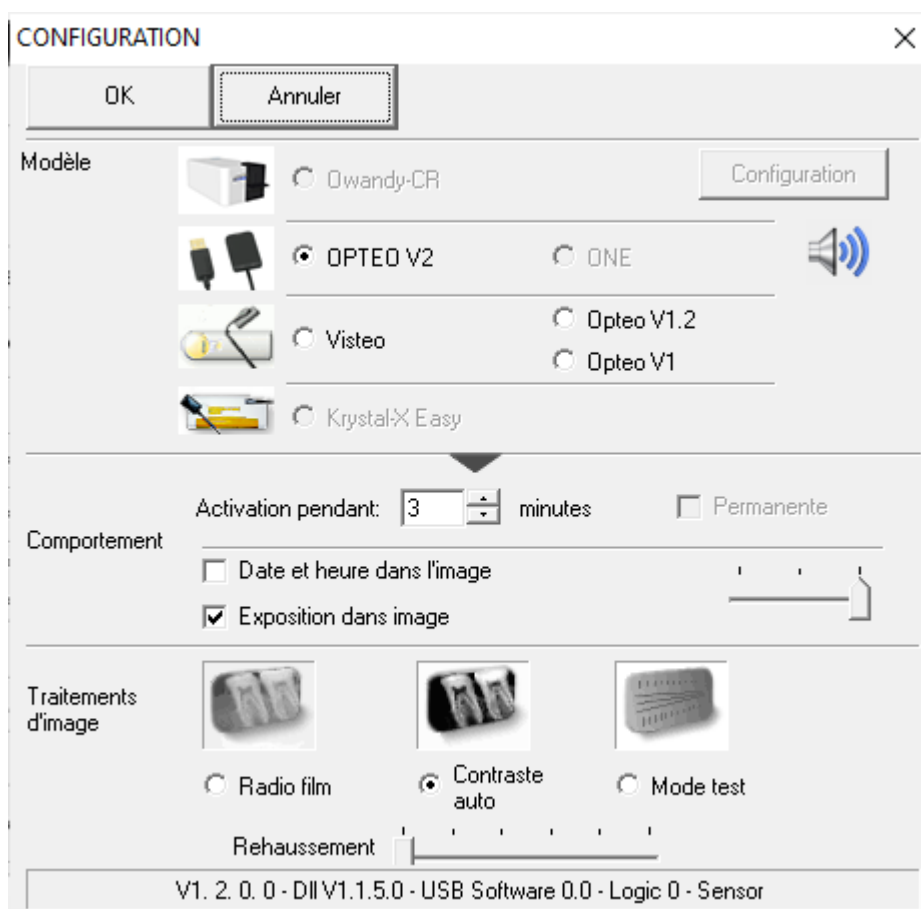 CONFIGURATION
OK Annuler
Modèle
Owandy-CR Configuration
OPTEO V2 ONE
Visteo Opteo V1.2
Opteo V1
Krystal-X Easy
Activation pendant: 3 minutes Permanente
Comportement
Date et heure dans l'image
Exposition dans image
Traitements
d'image
Radio film Contraste
auto Mode test
Rehaussement
V1. 2. 0. 0 - Dll V1.1.5.0 - USB Software 0.0 - Logic 0 - Sensor